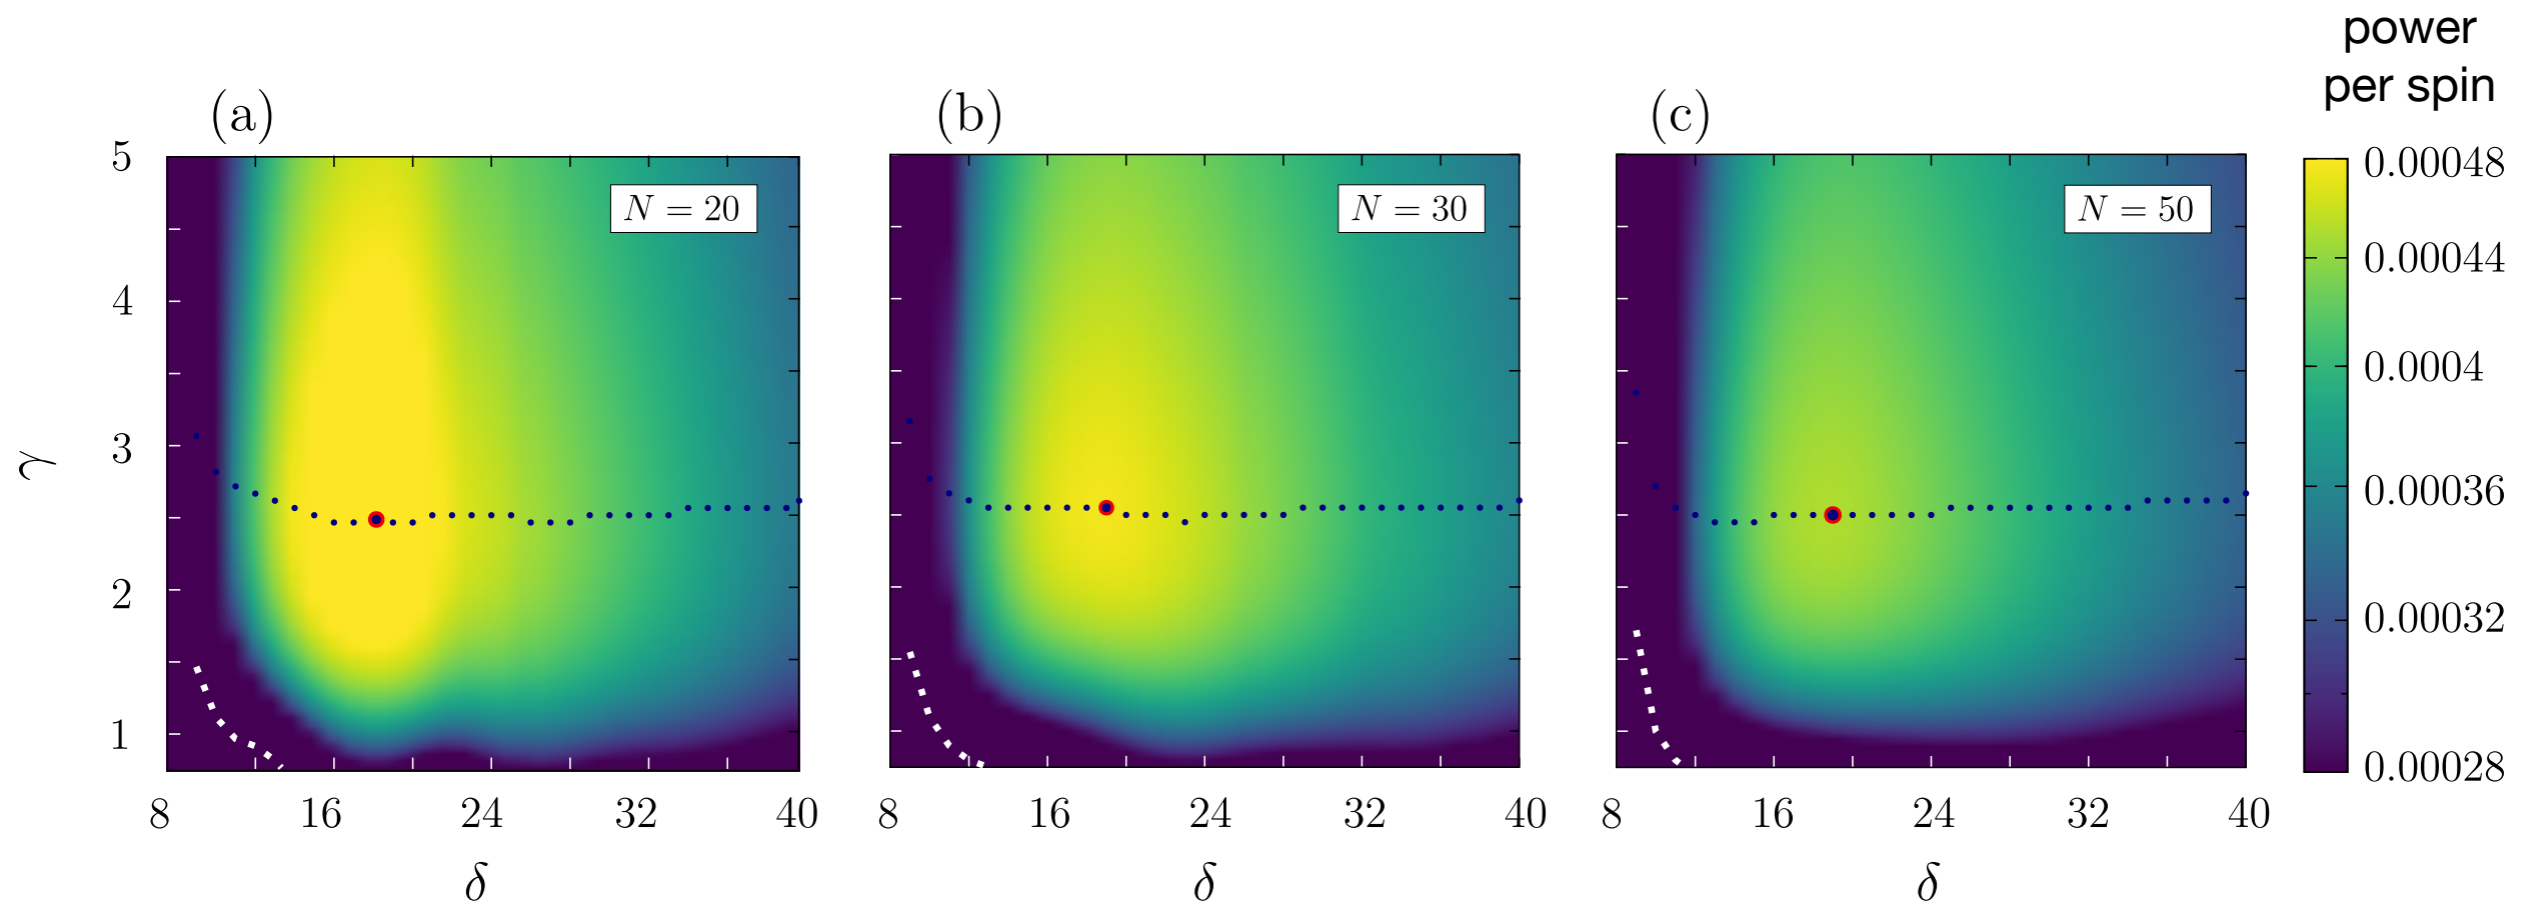 power
per spin
(a)
(b)
(c)
N = 20
N = 30
N = 50
5
4
3
2
1
γ
0.00048
0.00044
0.0004
0.00036
0.00032
0.00028
8 16 24 32 40
8 16 24 32 40
8 16 24 32 40
δ
δ
δ